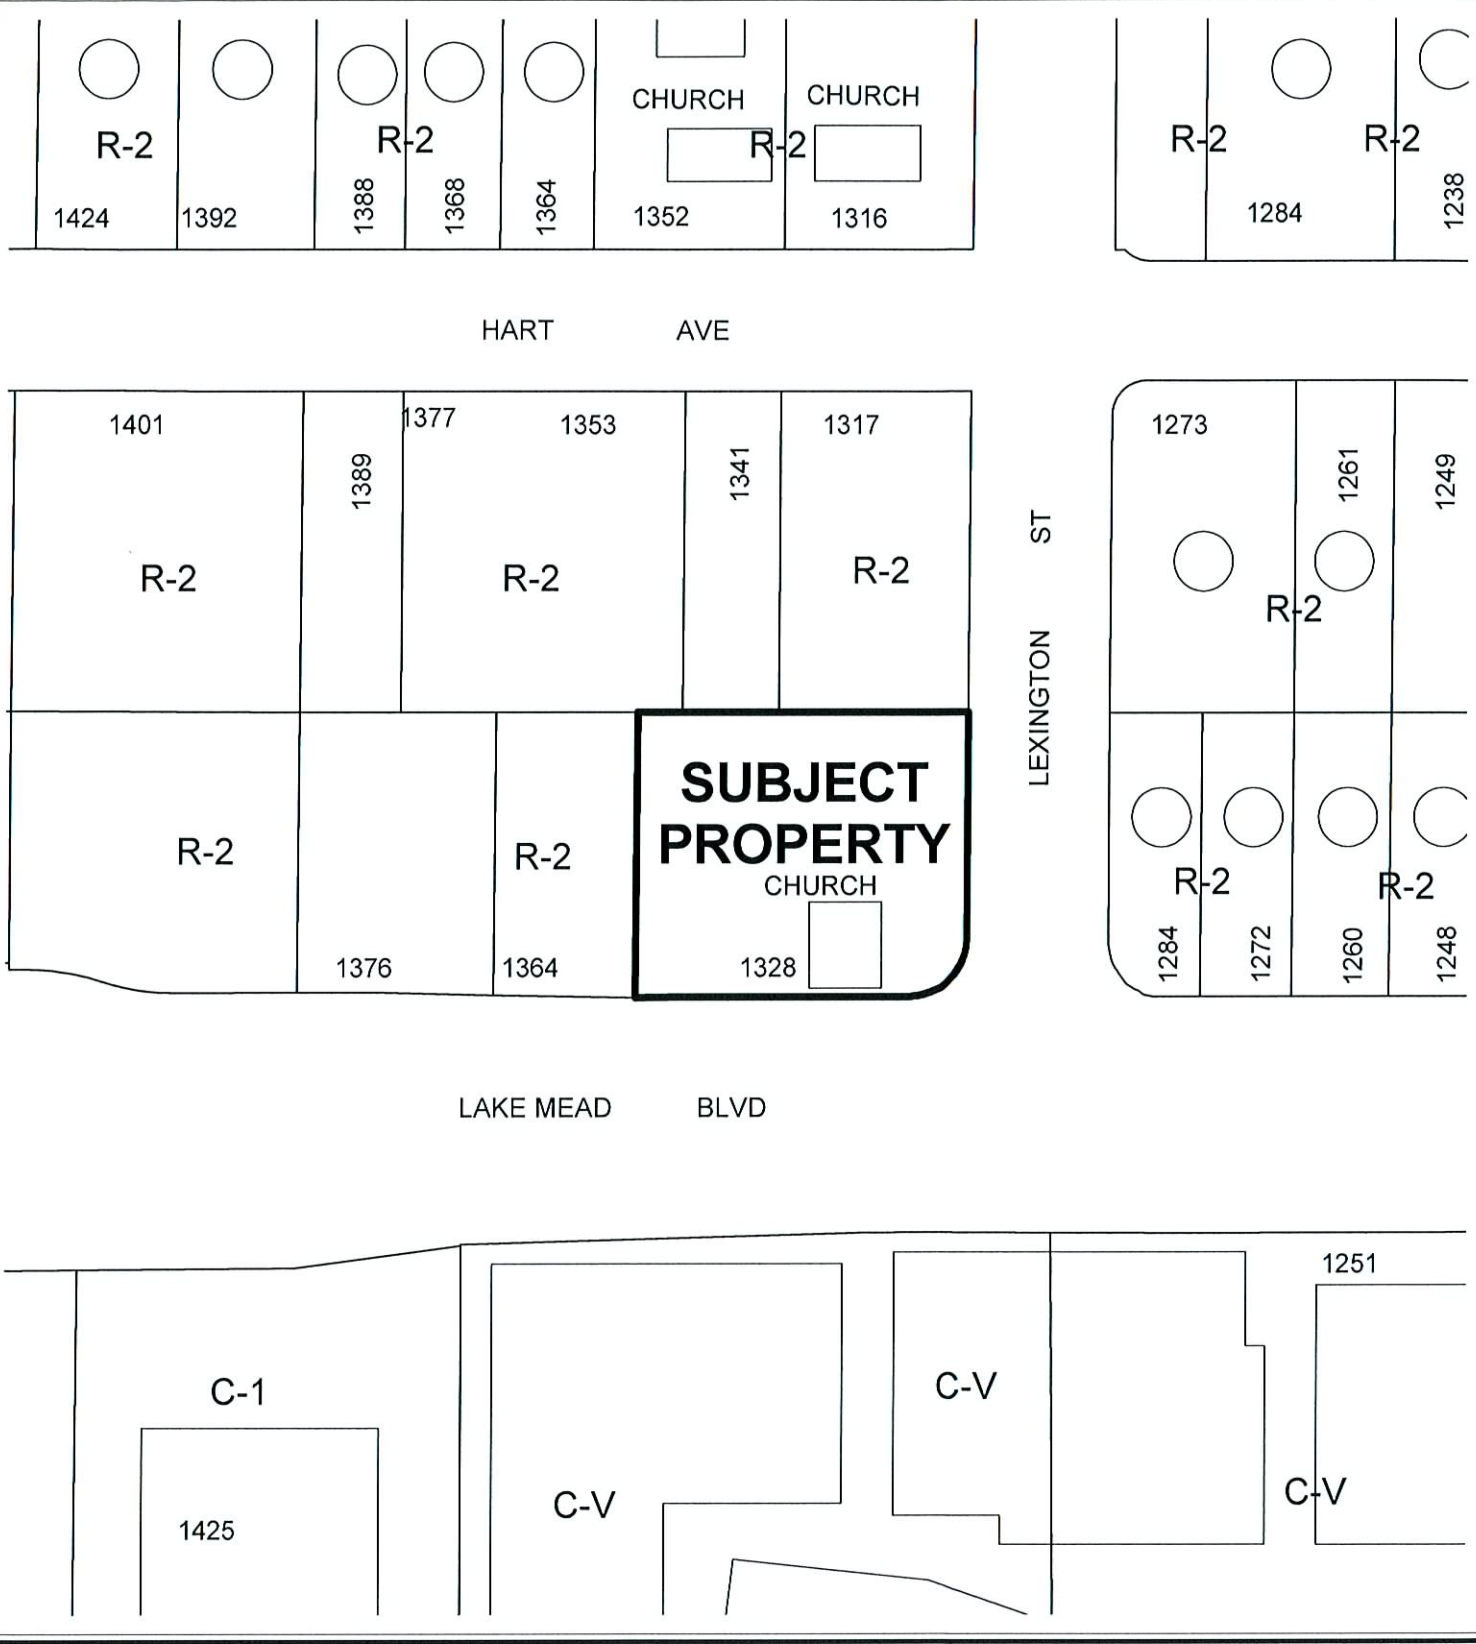 CHURCH
CHURCH
R-2
R-2
R-2
R-2
R-2
1424
1392
1388
1368
1364
1352
1316
1284
1238
HART AVE
1401
1389
1377
1353
1341
1317
1273
1261
1249
R-2
R-2
R-2
R-2
LEXINGTON ST
SUBJECT
PROPERTY
CHURCH
R-2
R-2
R-2
R-2
1376
1364
1328
1284
1272
1260
1248
LAKE MEAD BLVD
1251
C-1
C-V
C-V
C-V
1425